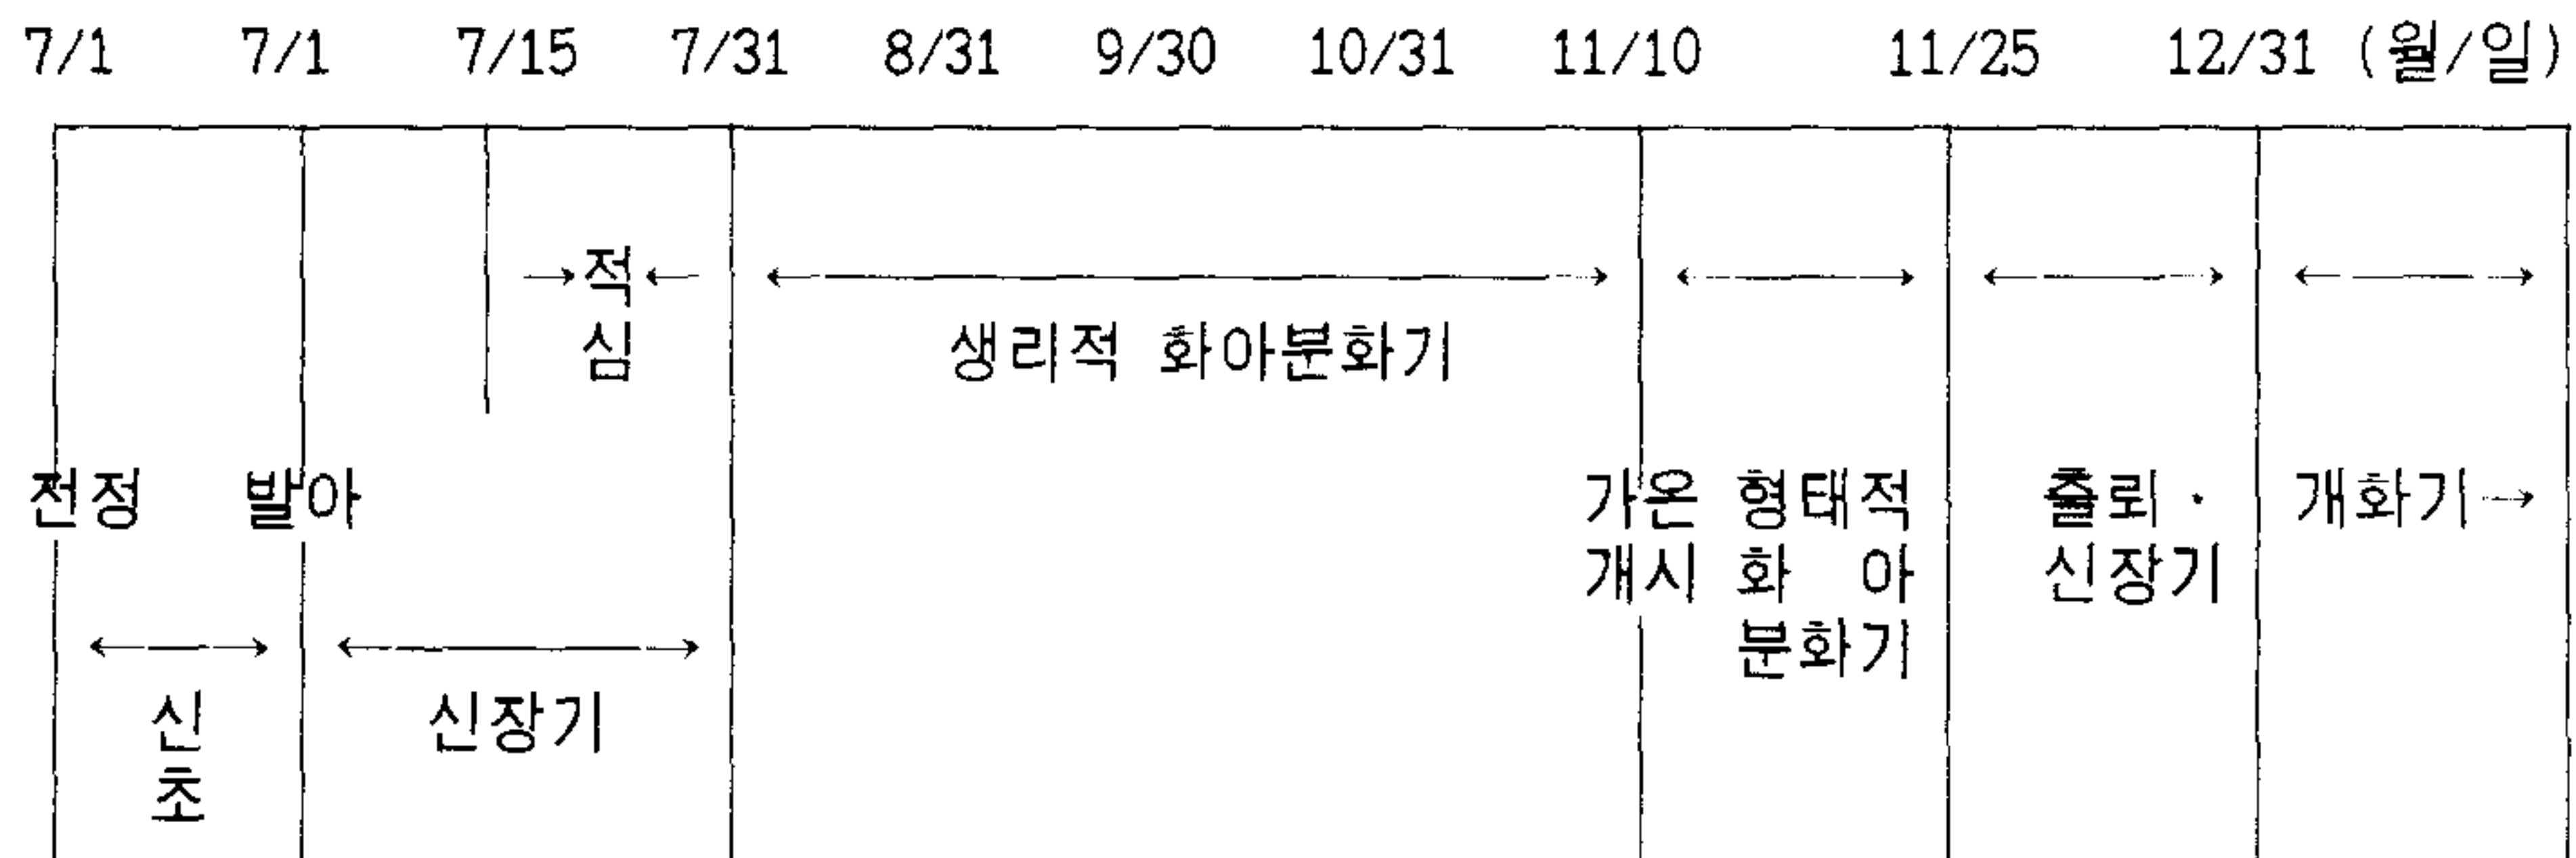 7/1 7/1 7/15 7/31 8/31 9/30 10/31 11/10 11/25 12/31 (월/일)
→적←
심
생리적 화아분화기
전정 발아 가온 형태적 출뢰· 개화기→
개시 화 아 신장기
분화기
신 신장기
초